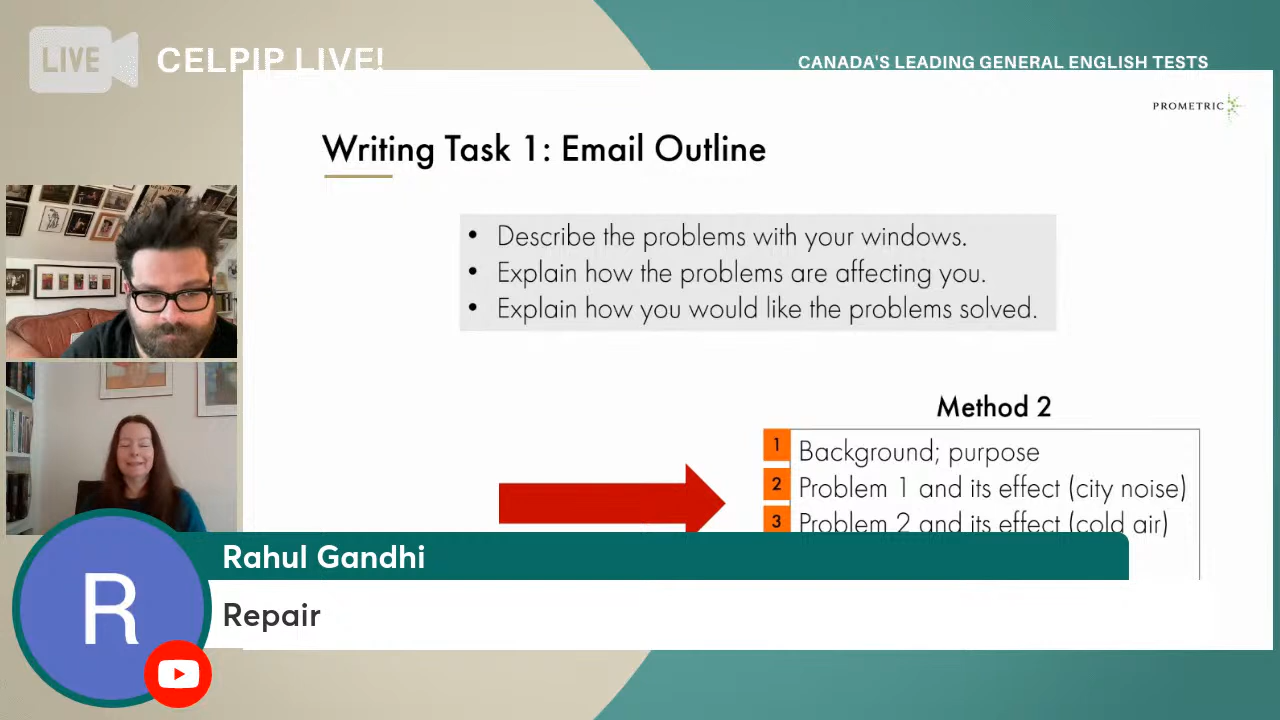 LIVE CELPIP LIVE!
CANADA'S LEADING GENERAL ENGLISH TESTS
PROMETRIC
Writing Task 1: Email Outline
• Describe the problems with your windows.
• Explain how the problems are affecting you.
• Explain how you would like the problems solved.
Method 2
1 Background; purpose
2 Problem 1 and its effect (city noise)
3 Problem 2 and its effect (cold air)
Rahul Gandhi
R
Repair